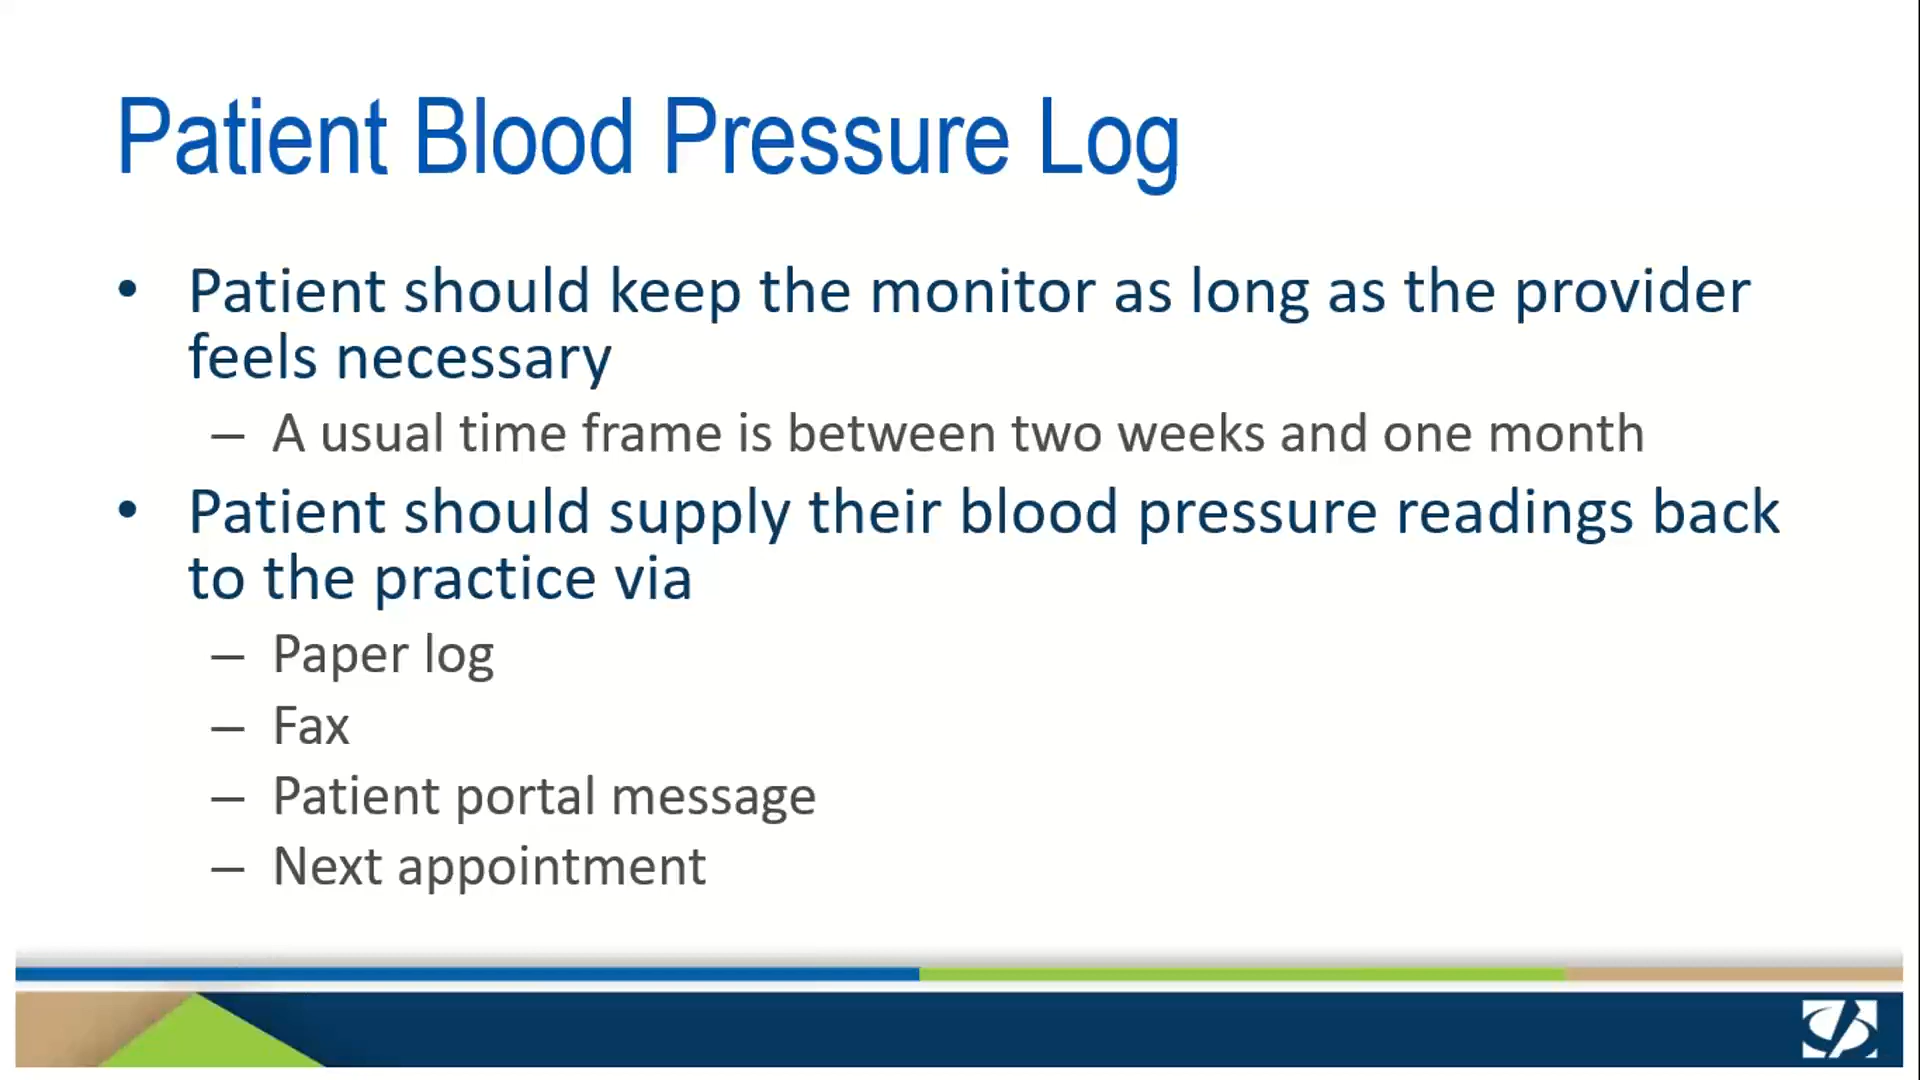 Patient Blood Pressure Log
• Patient should keep the monitor as long as the provider
feels necessary
– A usual time frame is between two weeks and one month
• Patient should supply their blood pressure readings back
to the practice via
– Paper log
– Fax
– Patient portal message
– Next appointment